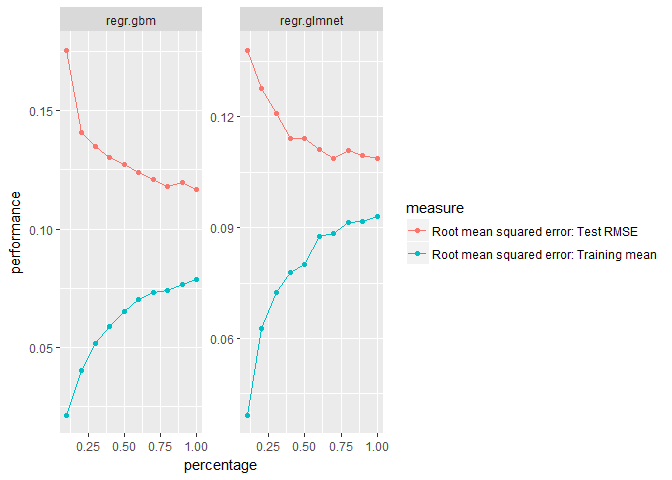 regr.gbm
regr.glmnet
performance
0.15
0.10
0.05
0.12
0.09
0.06
0.25 0.50 0.75 1.00
0.25 0.50 0.75 1.00
percentage
measure
Root mean squared error: Test RMSE
Root mean squared error: Training mean